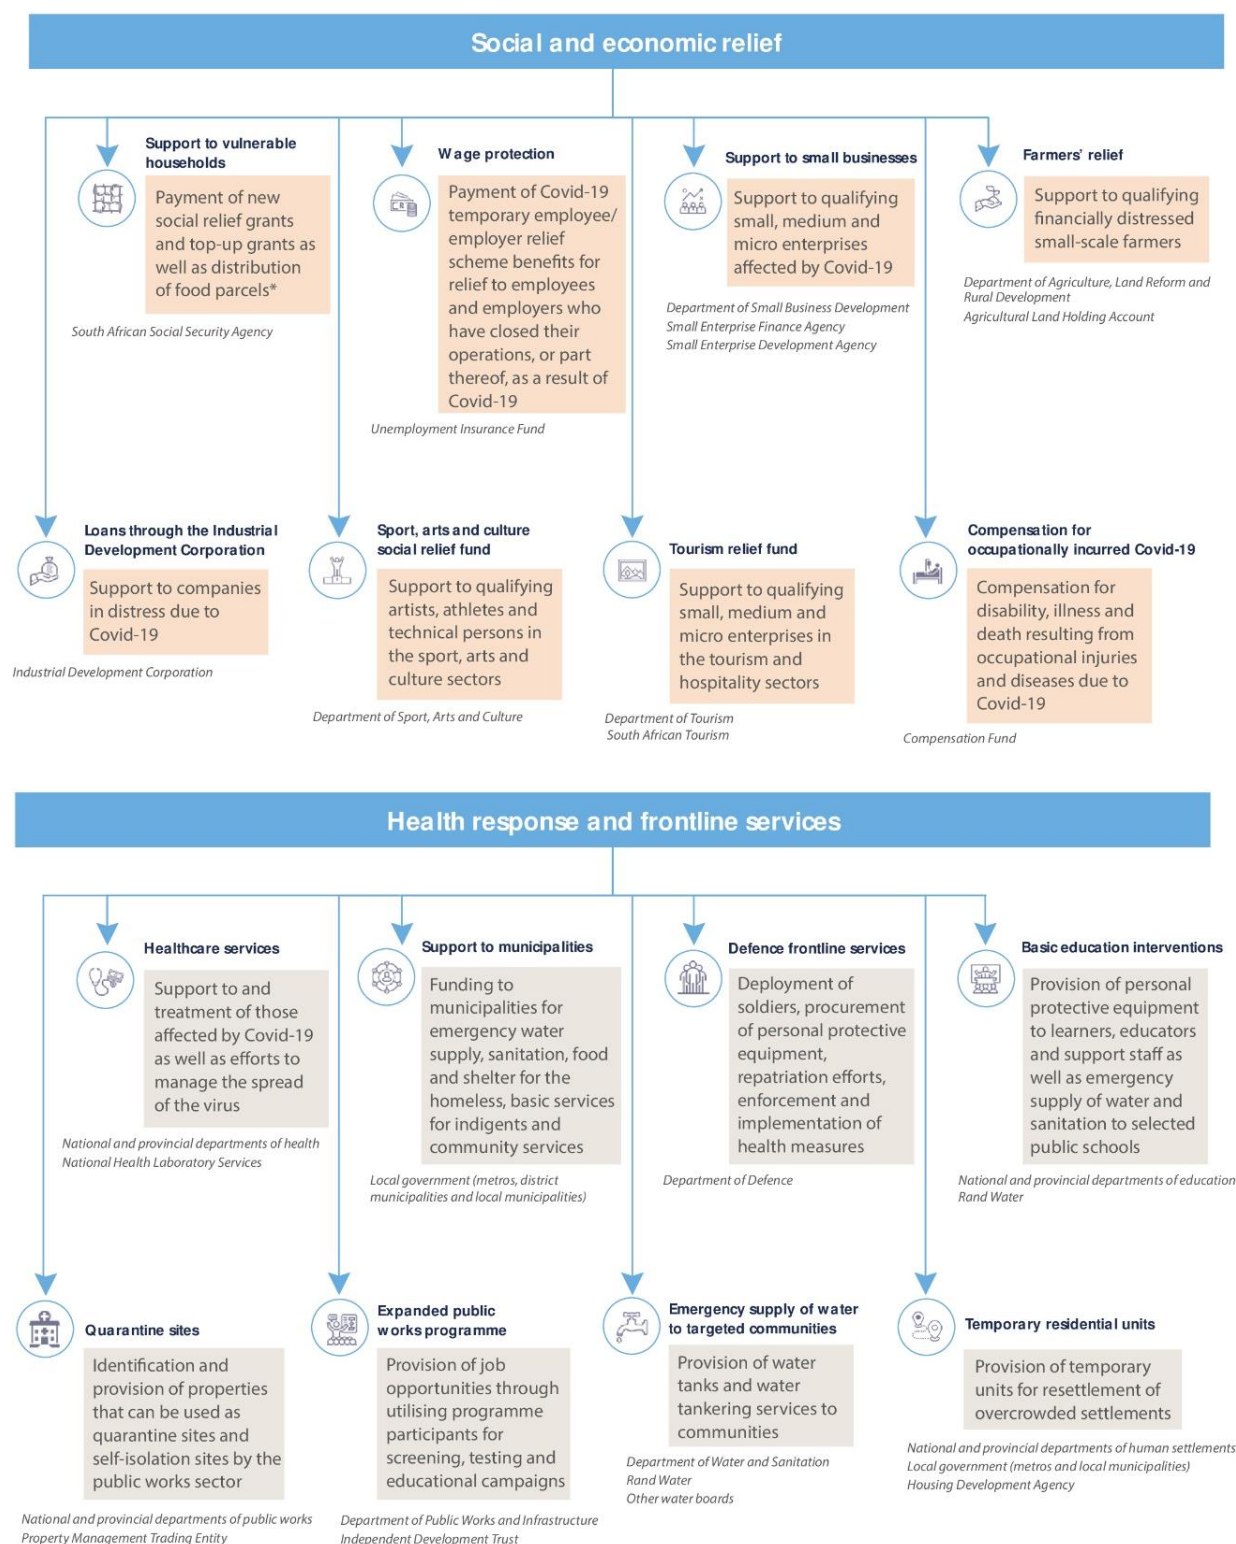 Social and economic relief
Support to vulnerable
households
Payment of new
social relief grants
and top-up grants as
well as distribution
of food parcels*
South African Social Security Agency
Wage protection
Payment of Covid-19
temporary employee/
employer relief
scheme benefits for
relief to employees
and employers who
have closed their
operations, or part
thereof, as a result of
Covid-19
Unemployment Insurance Fund
Support to small businesses
Support to qualifying
small, medium and
micro enterprises
affected by Covid-19
Department of Small Business Development
Small Enterprise Finance Agency
Small Enterprise Development Agency
Farmers' relief
Support to qualifying
financially distressed
small-scale farmers
Department of Agriculture, Land Reform and
Rural Development
Agricultural Land Holding Account
Loans through the Industrial
Development Corporation
Support to companies
in distress due to
Covid-19
Industrial Development Corporation
Sport, arts and culture
social relief fund
Support to qualifying
artists, athletes and
technical persons in
the sport, arts and
culture sectors
Department of Sport, Arts and Culture
Tourism relief fund
Support to qualifying
small, medium and
micro enterprises in
the tourism and
hospitality sectors
Department of Tourism
South African Tourism
Compensation for
occupationally incurred Covid-19
Compensation for
disability, illness and
death resulting from
occupational injuries
and diseases due to
Covid-19
Compensation Fund
Health response and frontline services
Healthcare services
Support to and
treatment of those
affected by Covid-19
as well as efforts to
manage the spread
of the virus
National and provincial departments of health
National Health Laboratory Services
Support to municipalities
Funding to
municipalities for
emergency water
supply, sanitation, food
and shelter for the
homeless, basic services
for indigents and
community services
Local government (metros, district
municipalities and local municipalities)
Defence frontline services
Deployment of
soldiers, procurement
of personal protective
equipment,
repatriation efforts,
enforcement and
implementation of
health measures
Department of Defence
Basic education interventions
Provision of personal
protective equipment
to learners, educators
and support staff as
well as emergency
supply of water and
sanitation to selected
public schools
National and provincial departments of education
Rand Water
Quarantine sites
Identification and
provision of properties
that can be used as
quarantine sites and
self-isolation sites by the
public works sector
National and provincial departments of public works
Property Management Trading Entity
Expanded public
works programme
Provision of job
opportunities through
utilising programme
participants for
screening, testing and
educational campaigns
Department of Public Works and Infrastructure
Independent Development Trust
Emergency supply of water
to targeted communities
Provision of water
tanks and water
tankering services to
communities
Department of Water and Sanitation
Rand Water
Other water boards
Temporary residential units
Provision of temporary
units for resettlement of
overcrowded settlements
National and provincial departments of human settlements
Local government (metros and local municipalities)
Housing Development Agency